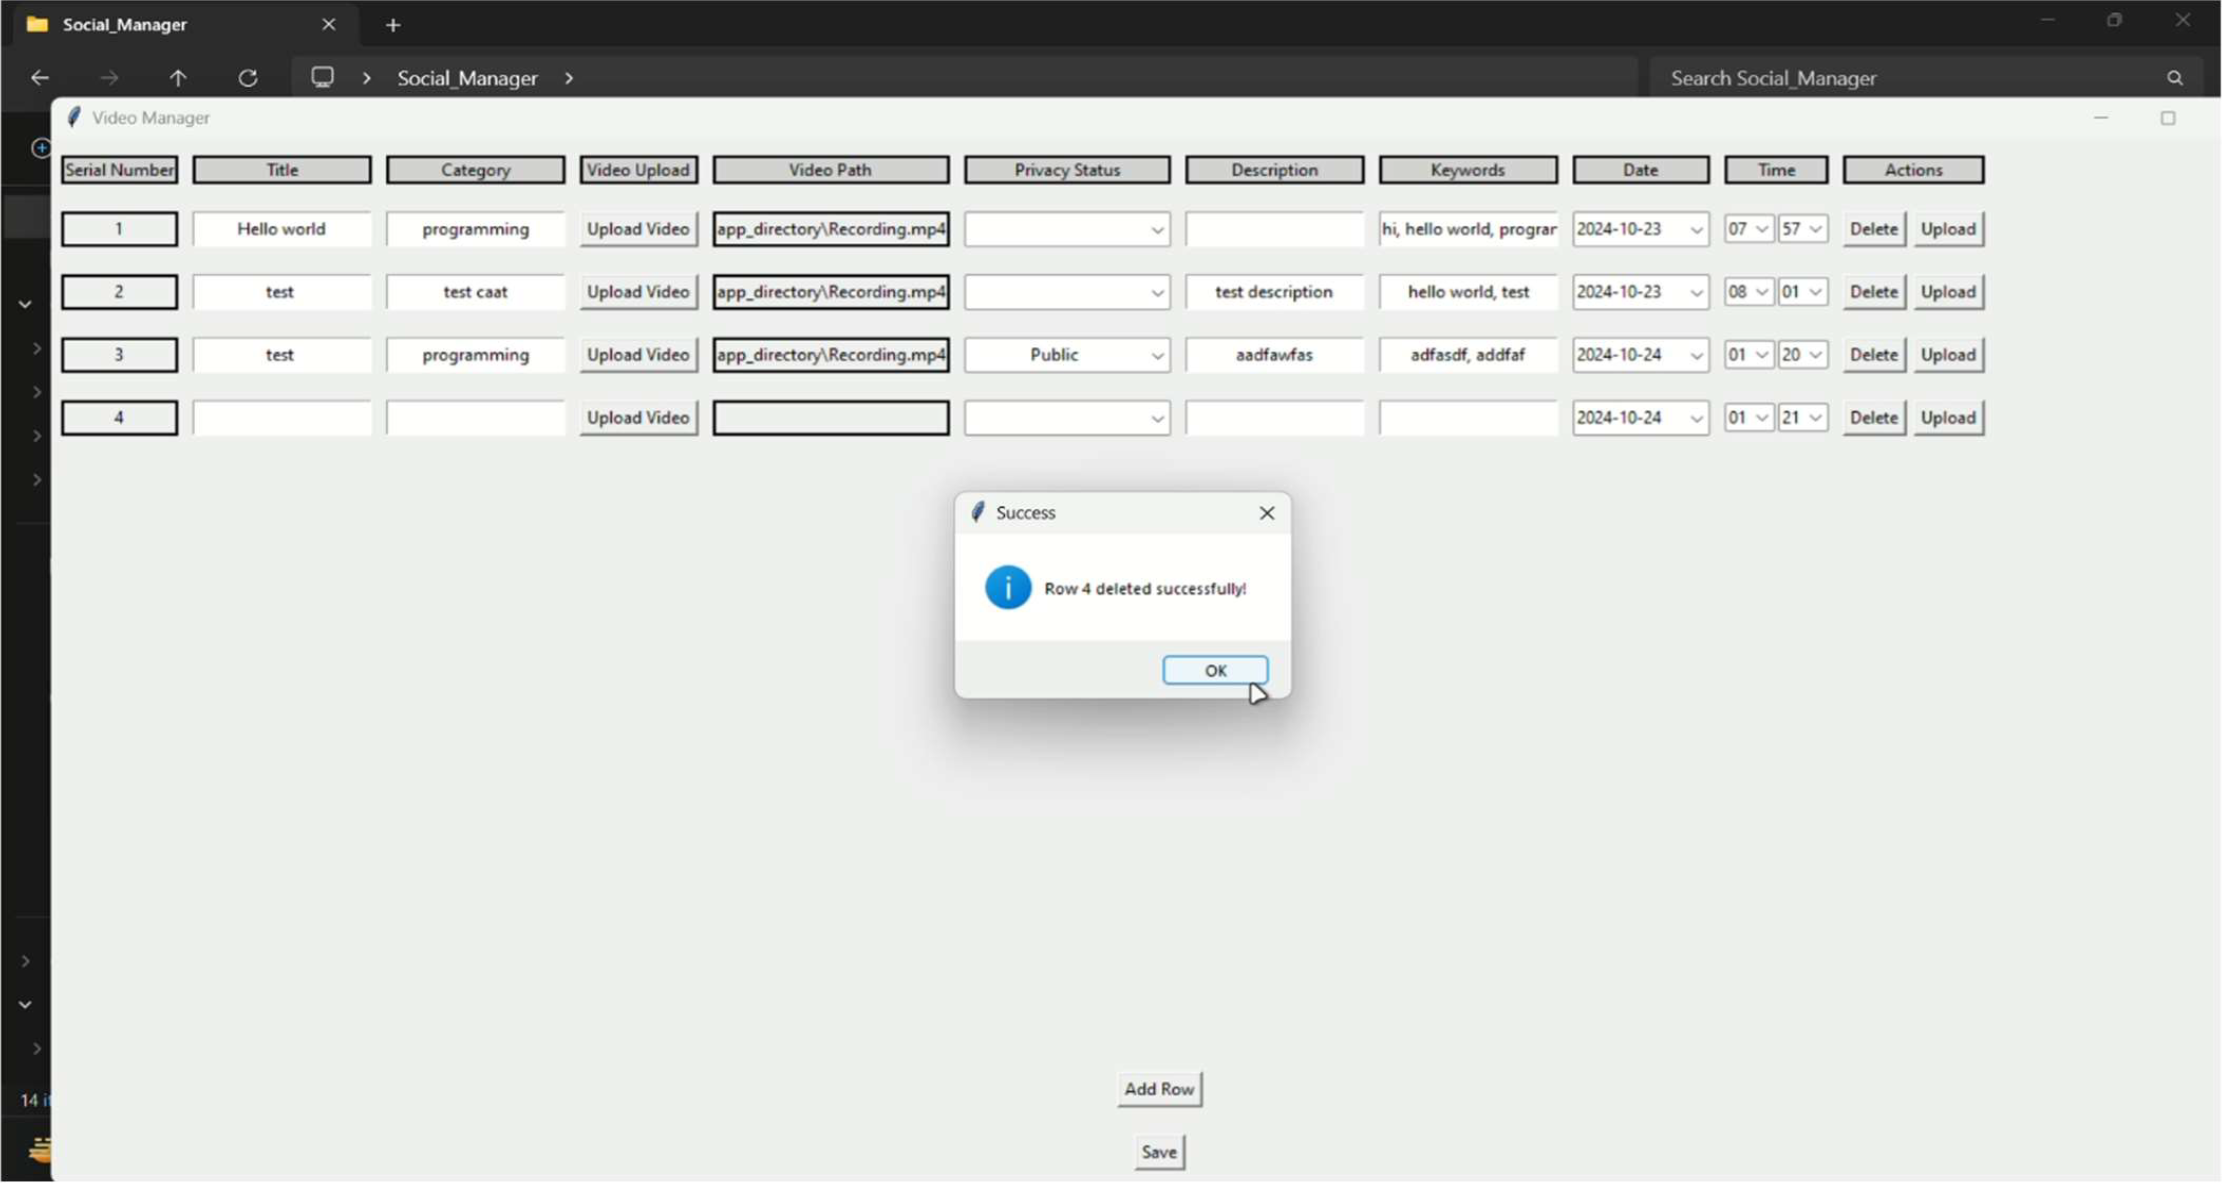 Social_Manager
Social_Manager
Search Social_Manager
Video Manager
Serial Number Title Category Video Upload Video Path Privacy Status Description Keywords Date Time Actions
1 Hello world programming Upload Video app_directory\Recording.mp4 hi, hello world, prograr 2024-10-23 07 57 Delete Upload
2 test test caat Upload Video app_directory\Recording.mp4 test description hello world, test 2024-10-23 08 01 Delete Upload
3 test programming Upload Video app_directory\Recording.mp4 Public aadfawfas adfasdf, addfaf 2024-10-24 01 20 Delete Upload
4 Upload Video 2024-10-24 01 21 Delete Upload
Success
Row 4 deleted successfully!
OK
Add Row
14
Save